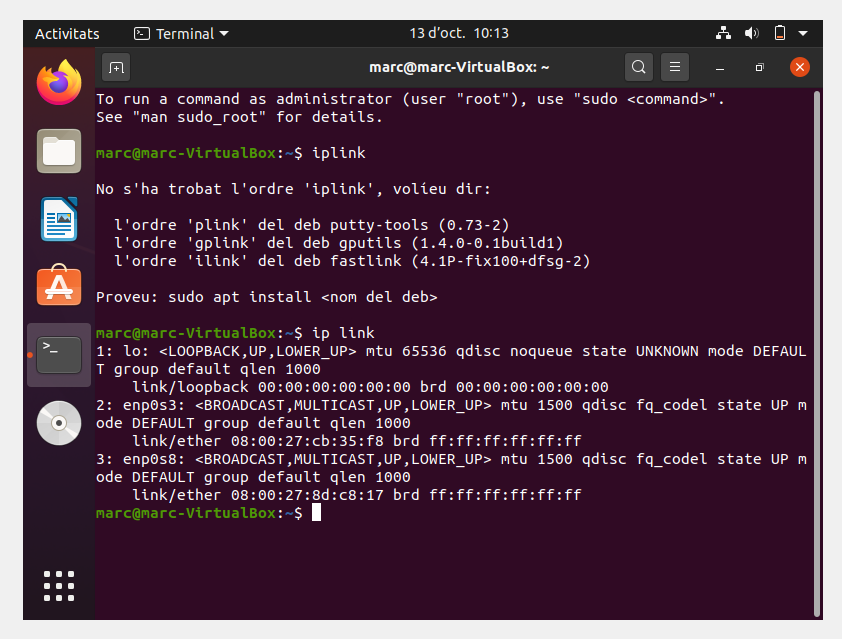 Activitats
Terminal
13 d'oct. 10:13
marc@marc-VirtualBox: ~
To run a command as administrator (user "root"), use "sudo <command>".
See "man sudo_root" for details.
marc@marc-VirtualBox:~$ iplink
No s'ha trobat l'ordre 'iplink', volíeu dir:
l'ordre 'plink' del deb putty-tools (0.73-2)
l'ordre 'gplink' del deb gputils (1.4.0-0.1build1)
l'ordre 'ilink' del deb fastlink (4.1P-fix100+dfsg-2)
Proveu: sudo apt install <nom del deb>
marc@marc-VirtualBox:~$ ip link
1: lo: <LOOPBACK,UP,LOWER_UP> mtu 65536 qdisc noqueue state UNKNOWN mode DEFAUL
T group default qlen 1000
link/loopback 00:00:00:00:00:00 brd 00:00:00:00:00:00
2: enp0s3: <BROADCAST,MULTICAST,UP,LOWER_UP> mtu 1500 qdisc fq_codel state UP m
ode DEFAULT group default qlen 1000
link/ether 08:00:27:cb:35:f8 brd ff:ff:ff:ff:ff:ff
3: enp0s8: <BROADCAST,MULTICAST,UP,LOWER_UP> mtu 1500 qdisc fq_codel state UP m
ode DEFAULT group default qlen 1000
link/ether 08:00:27:8d:c8:17 brd ff:ff:ff:ff:ff:ff
marc@marc-VirtualBox:~$